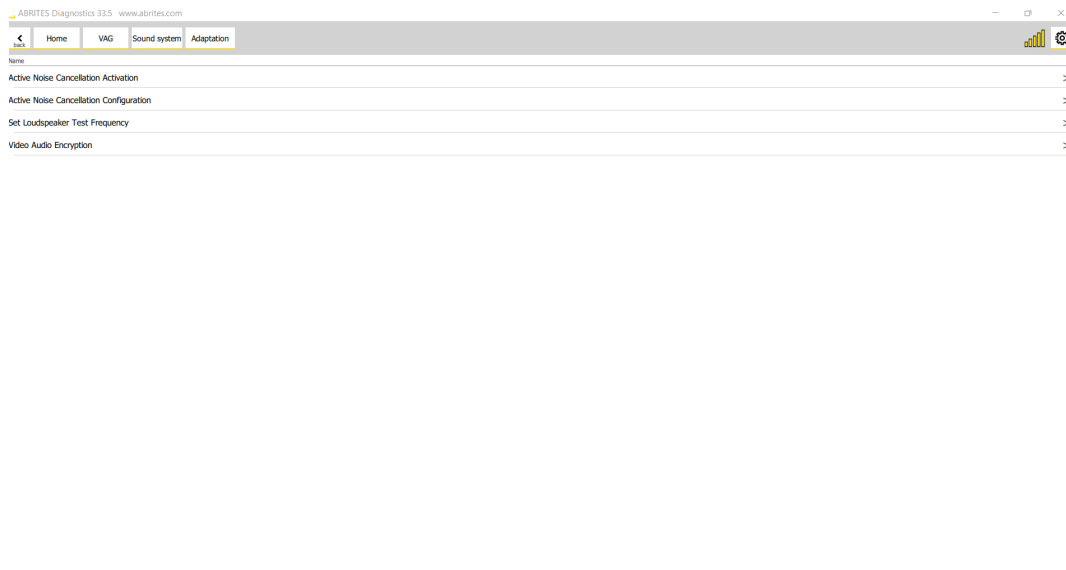 ABRITES Diagnostics 33.5 www.abrites.com
back Home VAG Sound system Adaptation
Name
Active Noise Cancellation Activation
Active Noise Cancellation Configuration
Set Loudspeaker Test Frequency
Video Audio Encryption